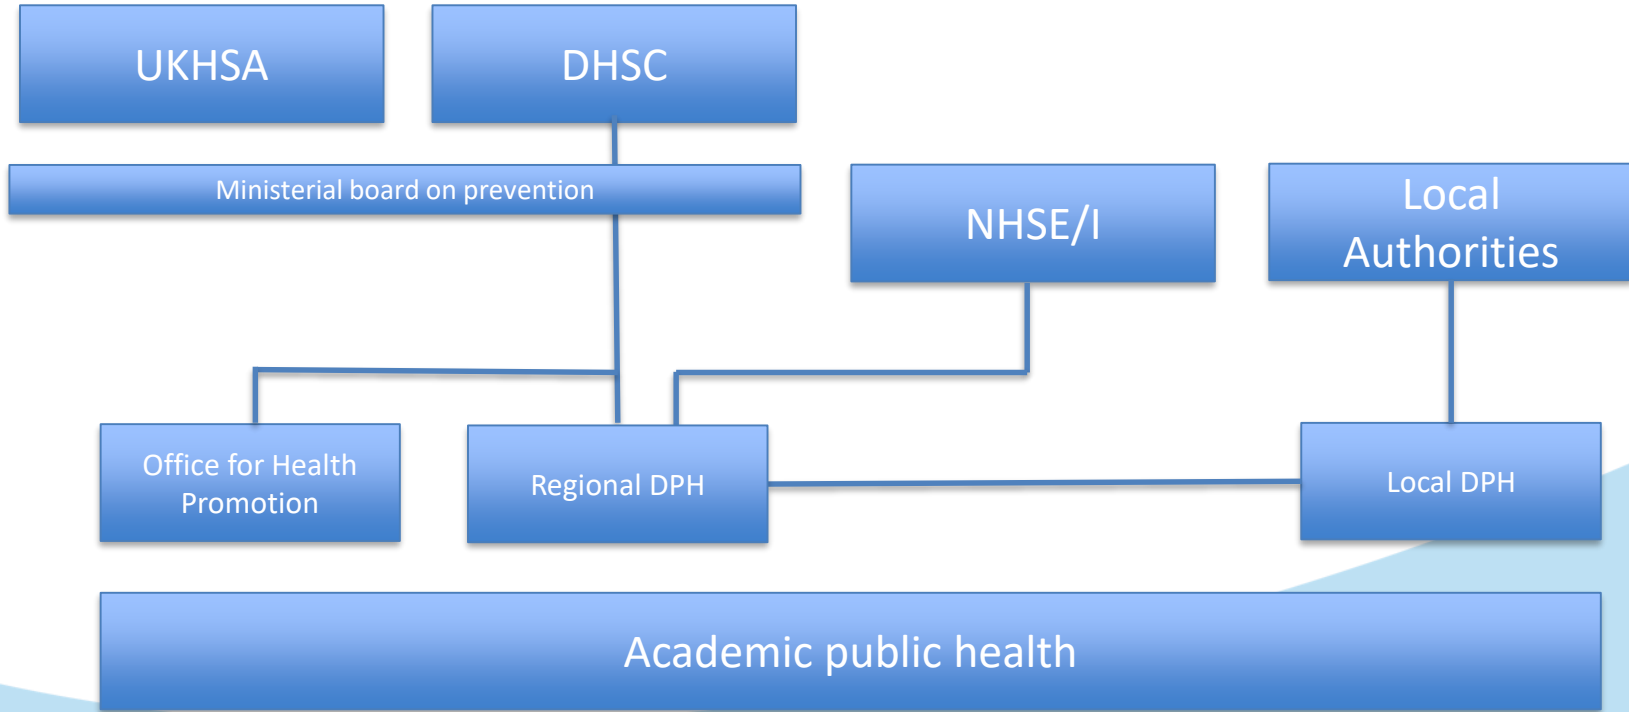 UKHSA
DHSC
Ministerial board on prevention
NHSE/I
Local
Authorities
Office for Health
Promotion
Regional DPH
Local DPH
Academic public health